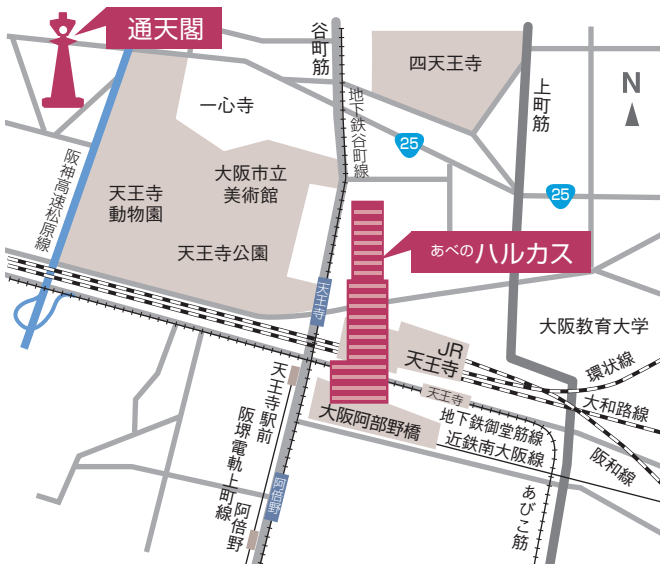 通天閣
谷町筋
四天王寺
上町筋
N
一心寺
地下鉄谷町線
25
阪神高速松原線
大阪市立
美術館
天王寺
動物園
25
天王寺公園
あべのハルカス
天王寺
大阪教育大学
JR
天王寺
環状線
天王寺
大和路線
天王寺駅前
大阪阿部野橋
地下鉄御堂筋線
近鉄南大阪線
阪和線
阪堺電軌上町線
阿倍野
阿倍野
あびこ筋